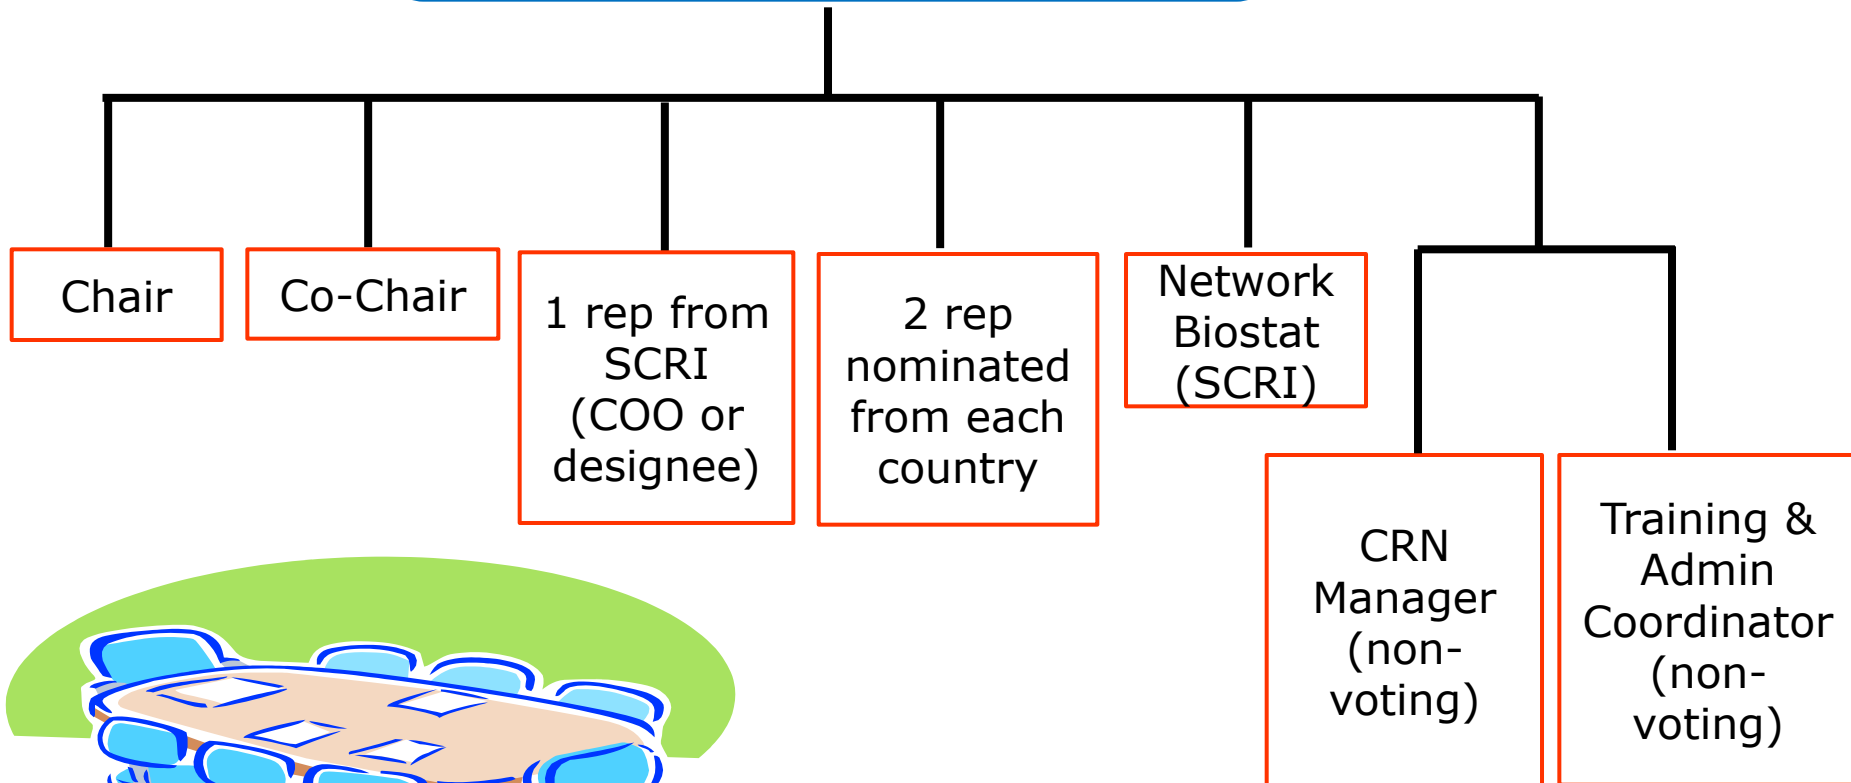 Chair
Co-Chair
1 rep from
SCRI
(COO or
designee)
2 rep
nominated
from each
country
Network
Biostat
(SCRI)
CRN
Manager
(non-
voting)
Training &
Admin
Coordinator
(non-
voting)